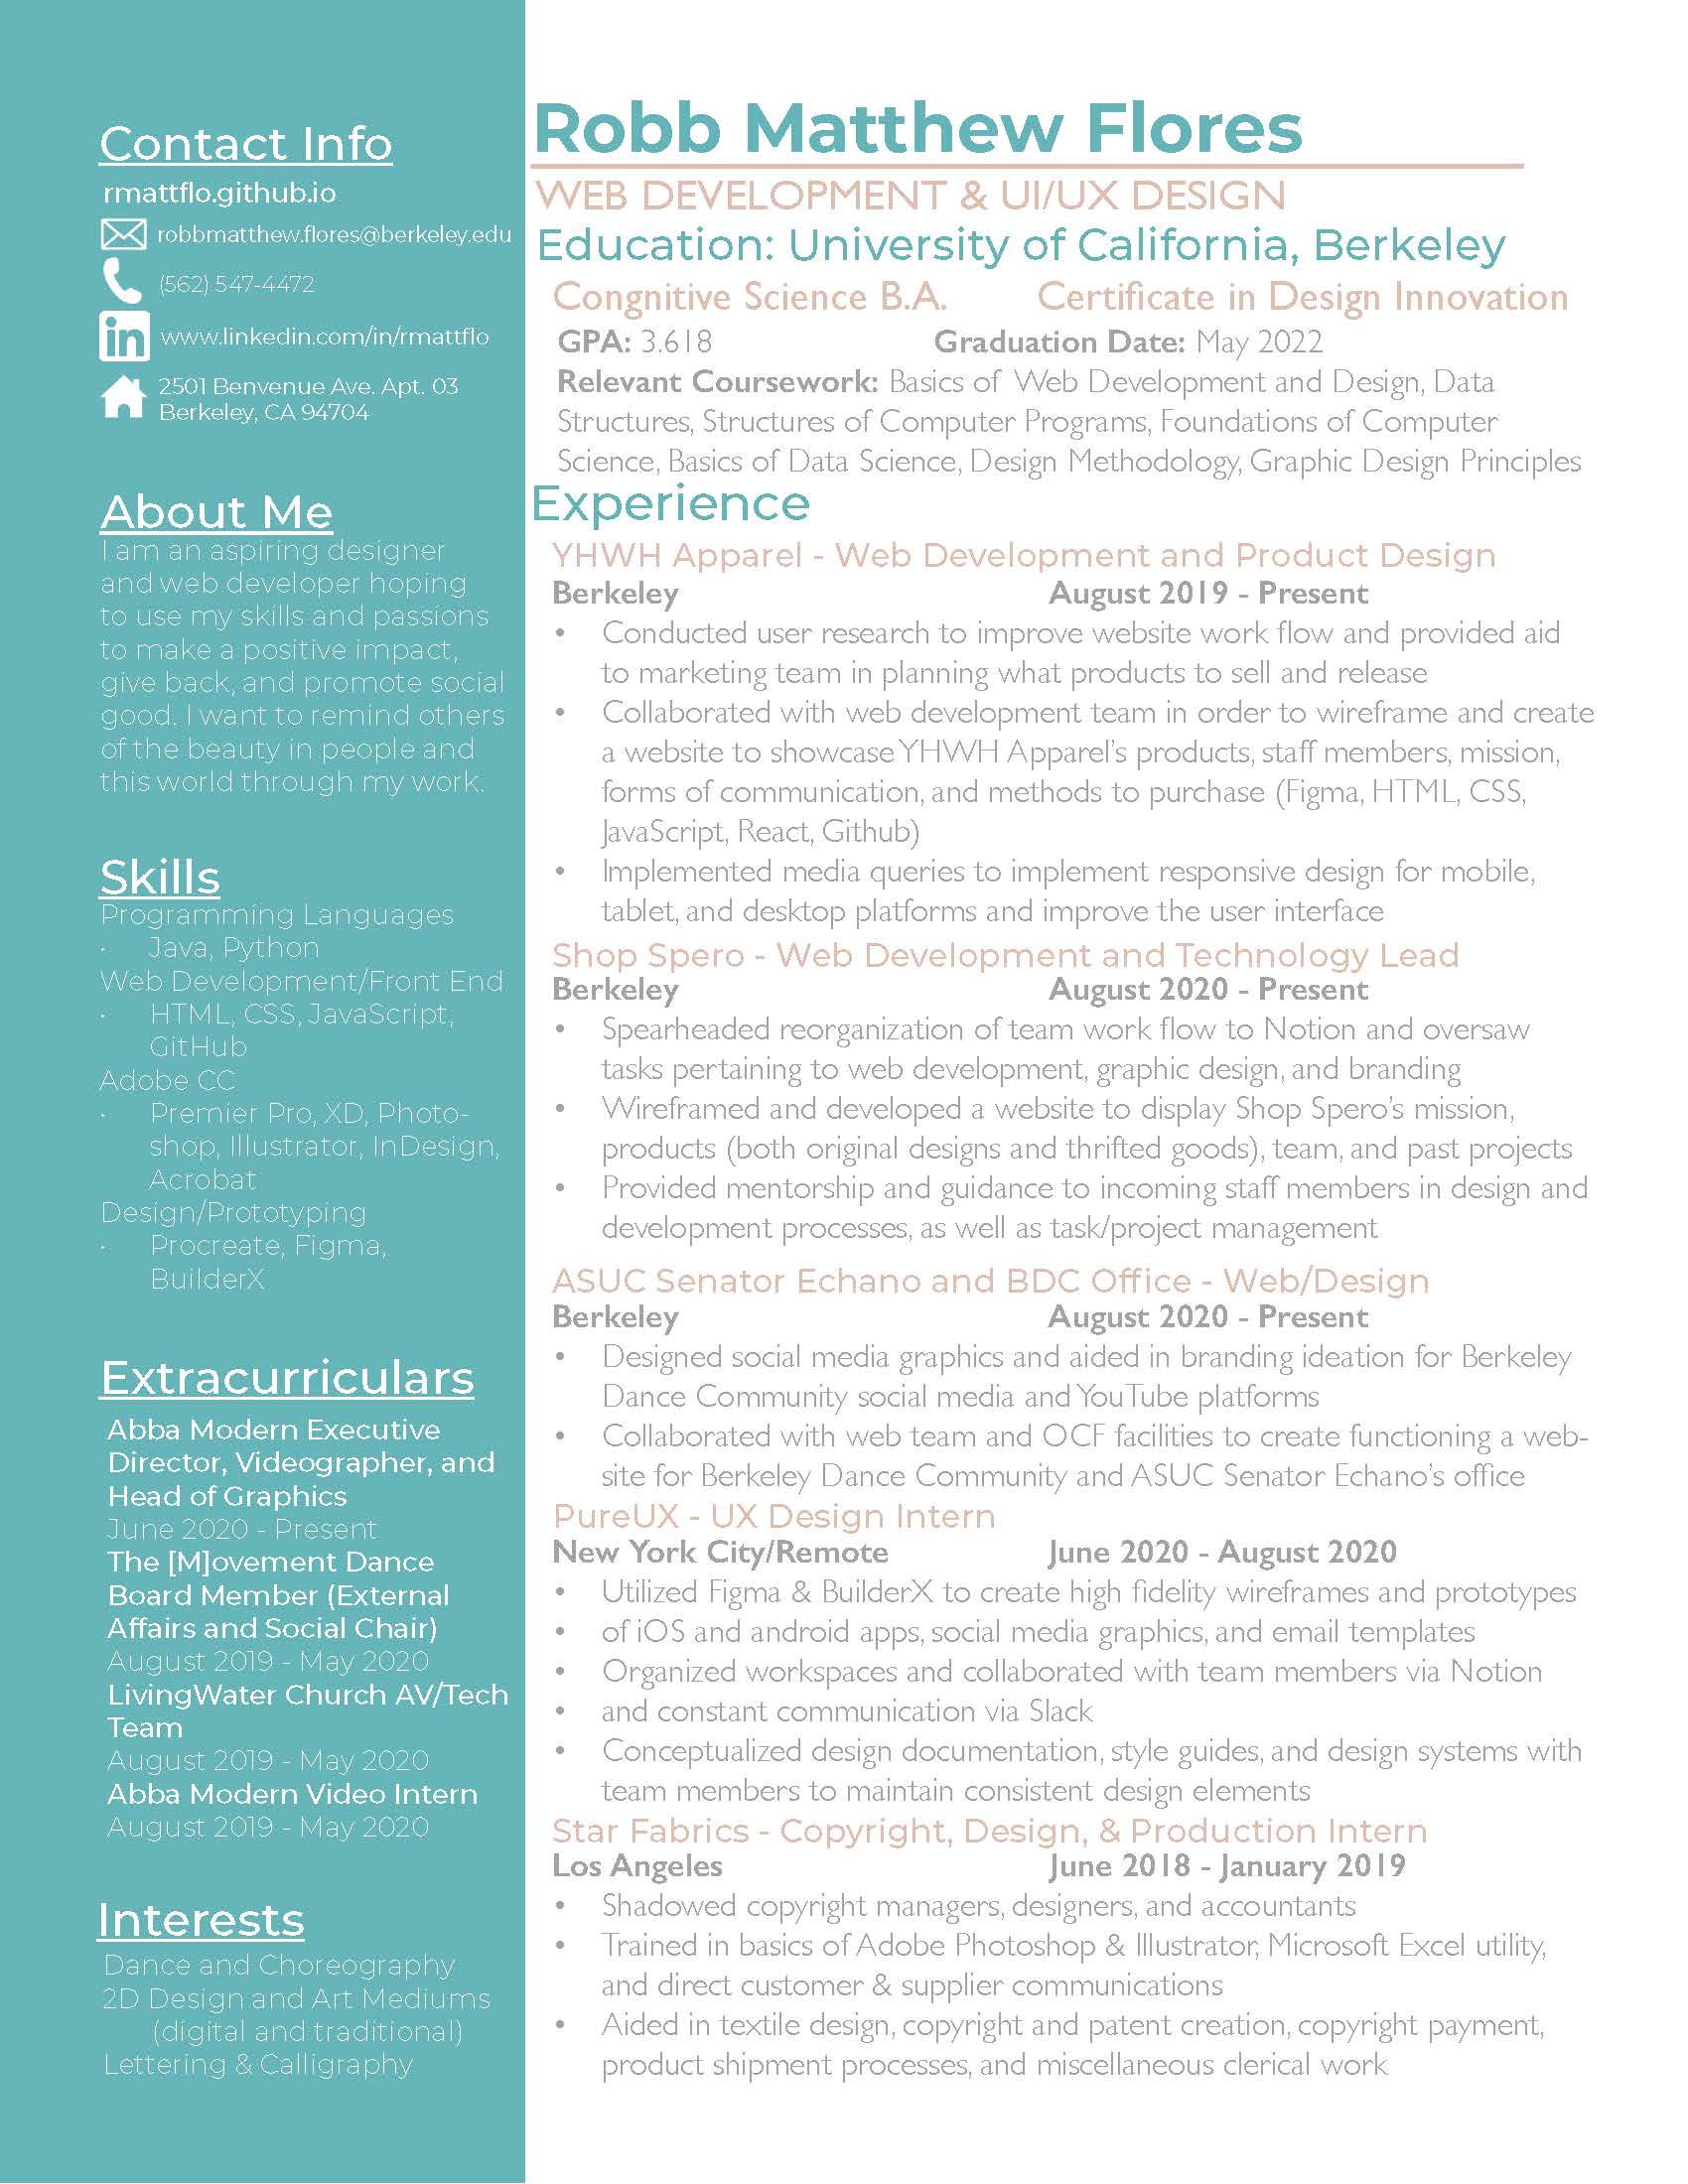 Contact Info
rmattflo.github.io
robbmatthew.flores@berkeley.edu
(562) 547-4472
www.linkedin.com/in/rmattflo
2501 Benvenue Ave. Apt. 03
Berkeley, CA 94704
About Me
I am an aspiring designer
and web developer hoping
to use my skills and passions
to make a positive impact,
give back, and promote social
good. I want to remind others
of the beauty in people and
this world through my work.
Skills
Programming Languages
· Java, Python
Web Development/Front End
· HTML, CSS, JavaScript,
GitHub
Adobe CC
· Premier Pro, XD, Photo-
shop, Illustrator, InDesign,
Acrobat
Design/Prototyping
· Procreate, Figma,
BuilderX
Extracurriculars
Abba Modern Executive
Director, Videographer, and
Head of Graphics
June 2020 - Present
The [M]ovement Dance
Board Member (External
Affairs and Social Chair)
August 2019 - May 2020
LivingWater Church AV/Tech
Team
August 2019 - May 2020
Abba Modern Video Intern
August 2019 - May 2020
Interests
Dance and Choreography
2D Design and Art Mediums
(digital and traditional)
Lettering & Calligraphy
Robb Matthew Flores
WEB DEVELOPMENT & UI/UX DESIGN
Education: University of California, Berkeley
Congnitive Science B.A. Certificate in Design Innovation
GPA: 3.618 Graduation Date: May 2022
Relevant Coursework: Basics of Web Development and Design, Data
Structures, Structures of Computer Programs, Foundations of Computer
Science, Basics of Data Science, Design Methodology, Graphic Design Principles
Experience
YHWH Apparel - Web Development and Product Design
Berkeley August 2019 - Present
• Conducted user research to improve website work flow and provided aid
to marketing team in planning what products to sell and release
• Collaborated with web development team in order to wireframe and create
a website to showcase YHWH Apparel's products, staff members, mission,
forms of communication, and methods to purchase (Figma, HTML, CSS,
JavaScript, React, Github)
• Implemented media queries to implement responsive design for mobile,
tablet, and desktop platforms and improve the user interface
Shop Spero - Web Development and Technology Lead
Berkeley August 2020 - Present
• Spearheaded reorganization of team work flow to Notion and oversaw
tasks pertaining to web development, graphic design, and branding
• Wireframed and developed a website to display Shop Spero's mission,
products (both original designs and thrifted goods), team, and past projects
• Provided mentorship and guidance to incoming staff members in design and
development processes, as well as task/project management
ASUC Senator Echano and BDC Office - Web/Design
Berkeley August 2020 - Present
• Designed social media graphics and aided in branding ideation for Berkeley
Dance Community social media and YouTube platforms
• Collaborated with web team and OCF facilities to create functioning a web-
site for Berkeley Dance Community and ASUC Senator Echano's office
PureUX - UX Design Intern
New York City/Remote June 2020 - August 2020
• Utilized Figma & BuilderX to create high fidelity wireframes and prototypes
• of iOS and android apps, social media graphics, and email templates
• Organized workspaces and collaborated with team members via Notion
• and constant communication via Slack
• Conceptualized design documentation, style guides, and design systems with
team members to maintain consistent design elements
Star Fabrics - Copyright, Design, & Production Intern
Los Angeles June 2018 - January 2019
• Shadowed copyright managers, designers, and accountants
• Trained in basics of Adobe Photoshop & Illustrator, Microsoft Excel utility,
and direct customer & supplier communications
• Aided in textile design, copyright and patent creation, copyright payment,
product shipment processes, and miscellaneous clerical work